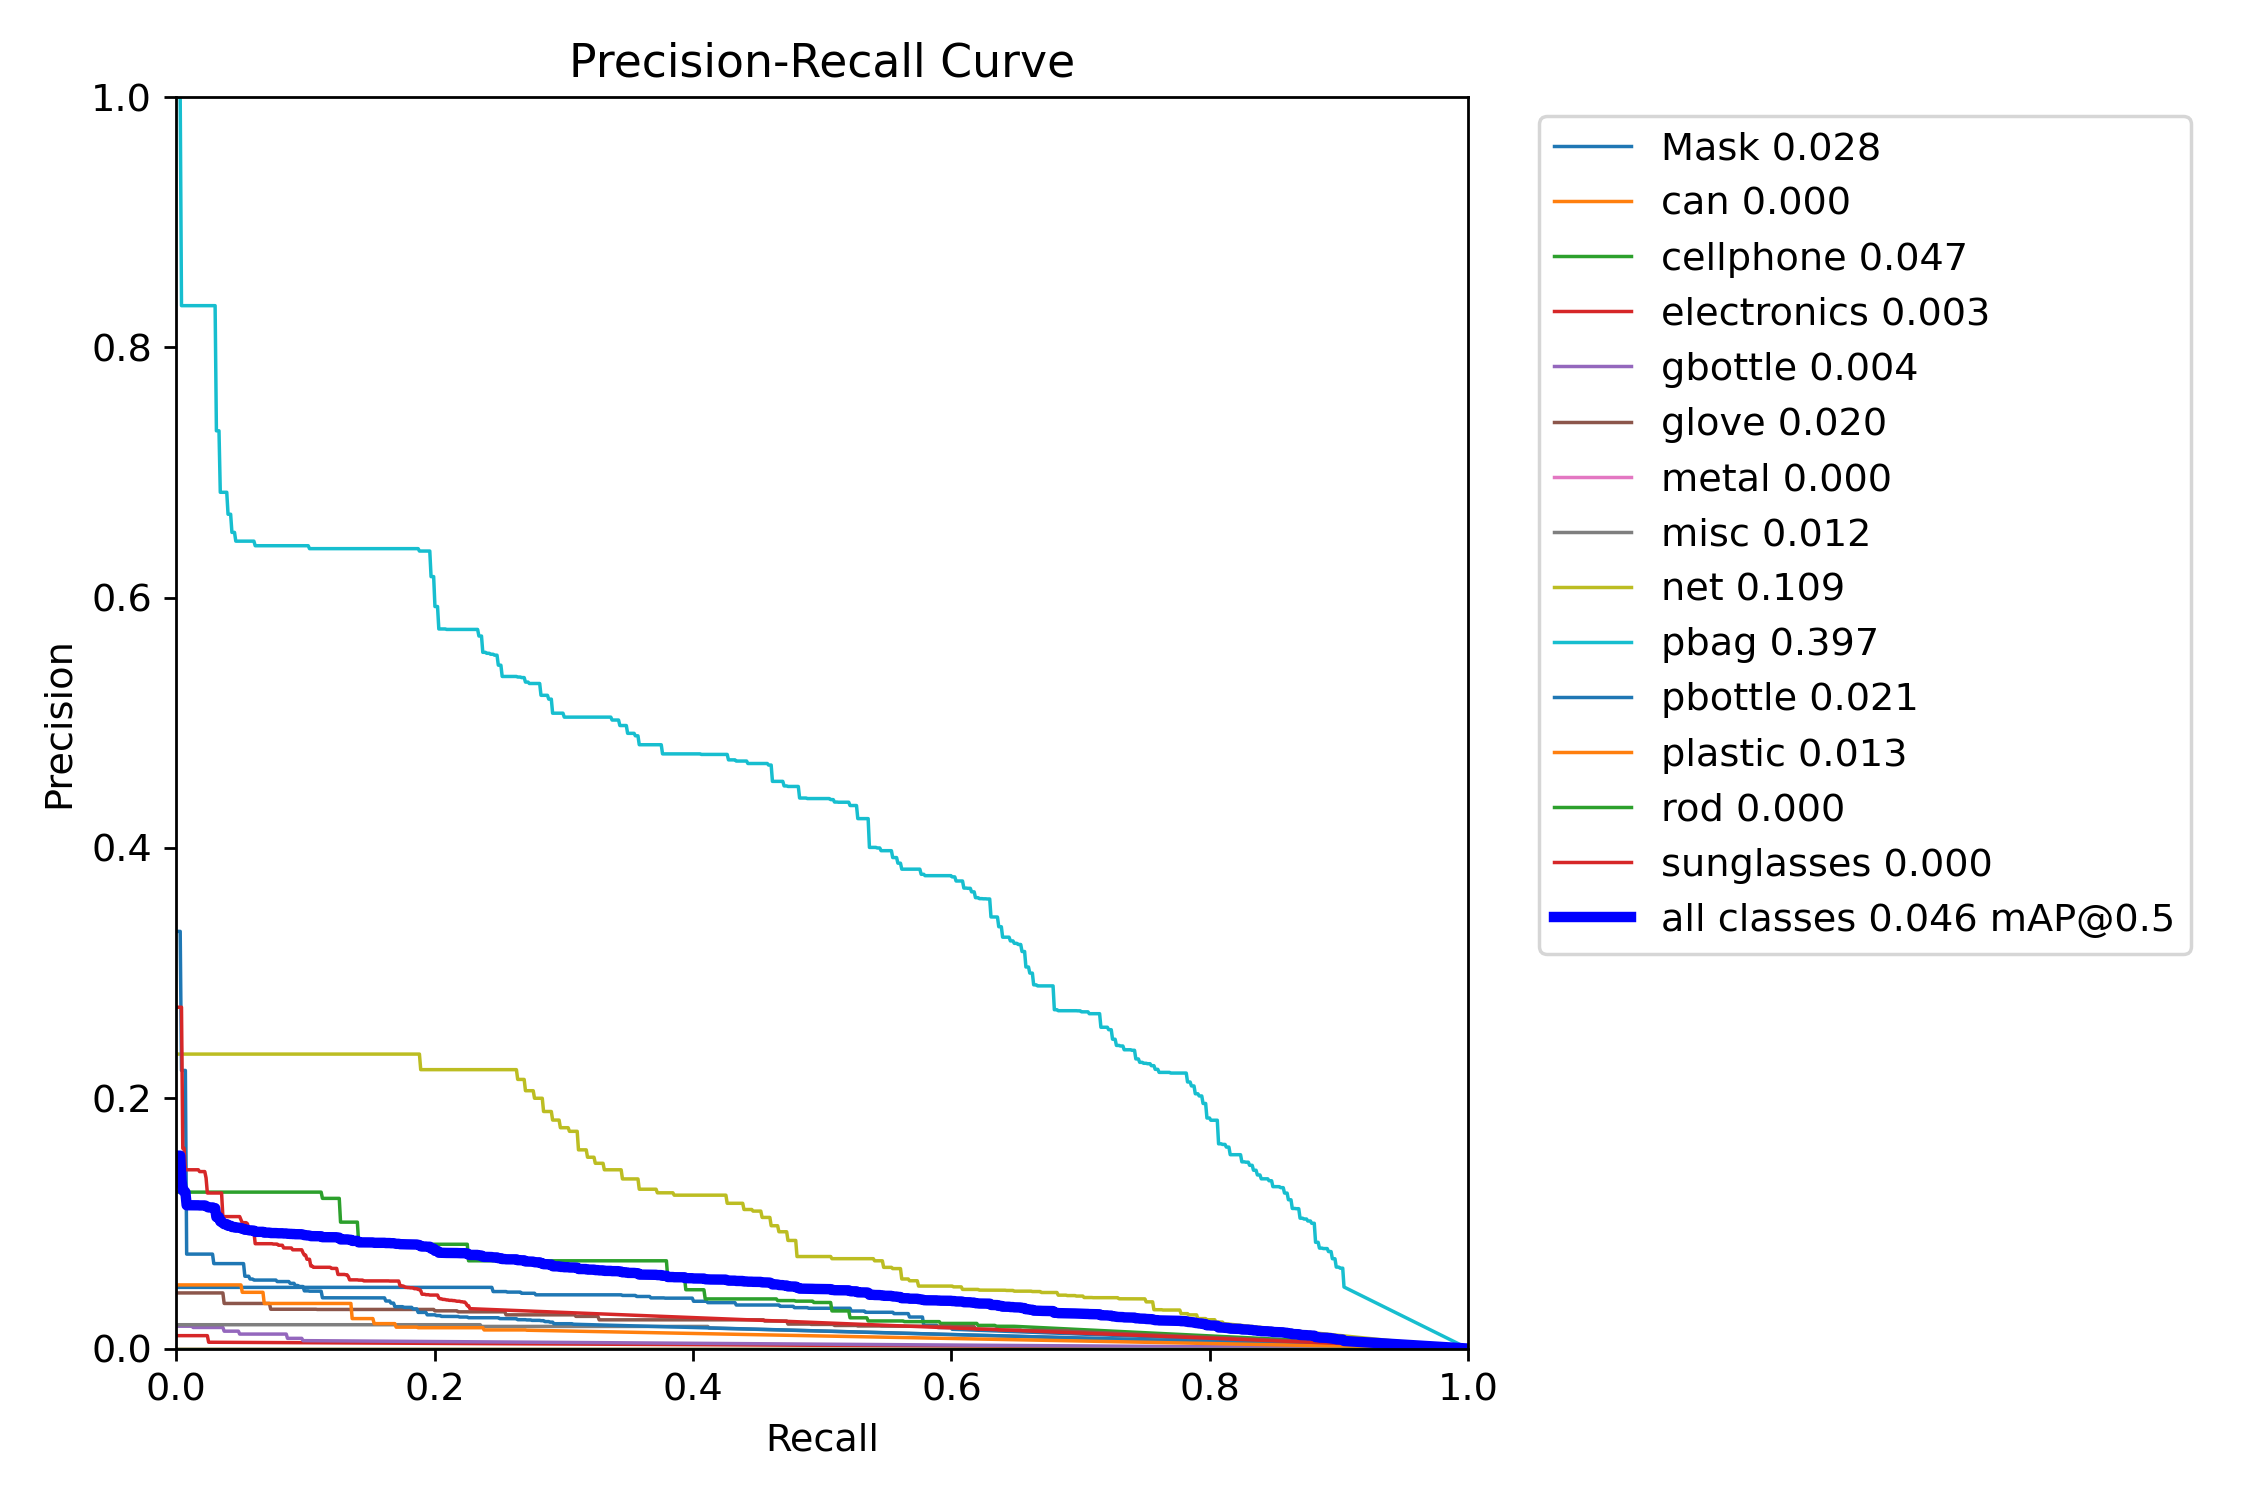 Precision-Recall Curve
1.0
0.8
0.6
0.4
0.2
0.0
Precision
0.0 0.2 0.4 0.6 0.8 1.0
Recall
Mask 0.028
can 0.000
cellphone 0.047
electronics 0.003
gbottle 0.004
glove 0.020
metal 0.000
misc 0.012
net 0.109
pbag 0.397
pbottle 0.021
plastic 0.013
rod 0.000
sunglasses 0.000
all classes 0.046 mAP@0.5